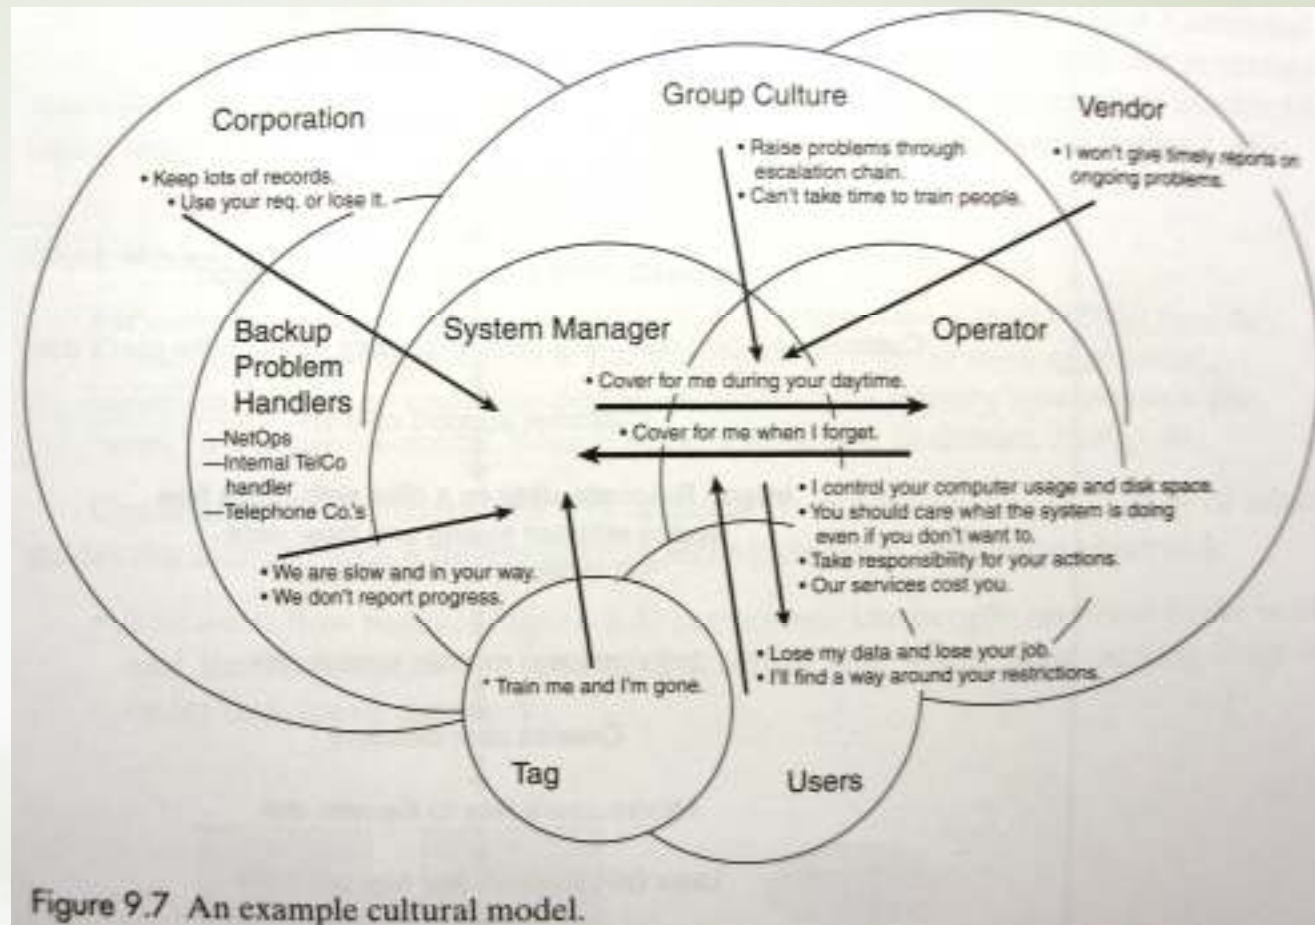 Corporation
• Keep lots of records.
• Use your req. or lose it.
Group Culture
• Raise problems through
escalation chain.
• Can't take time to train people.
Vendor
• I won't give timely reports on
ongoing problems.
Backup
Problem
Handlers
—NetOps
—Internal TelCo
handler
—Telephone Co.'s
System Manager
Operator
• Cover for me during your daytime.
• Cover for me when I forget.
• I control your computer usage and disk space.
• You should care what the system is doing
even if you don't want to.
• Take responsibility for your actions.
• Our services cost you.
• We are slow and in your way.
• We don't report progress.
• Lose my data and lose your job.
• I'll find a way around your restrictions.
* Train me and I'm gone.
Tag
Users
Figure 9.7 An example cultural model.